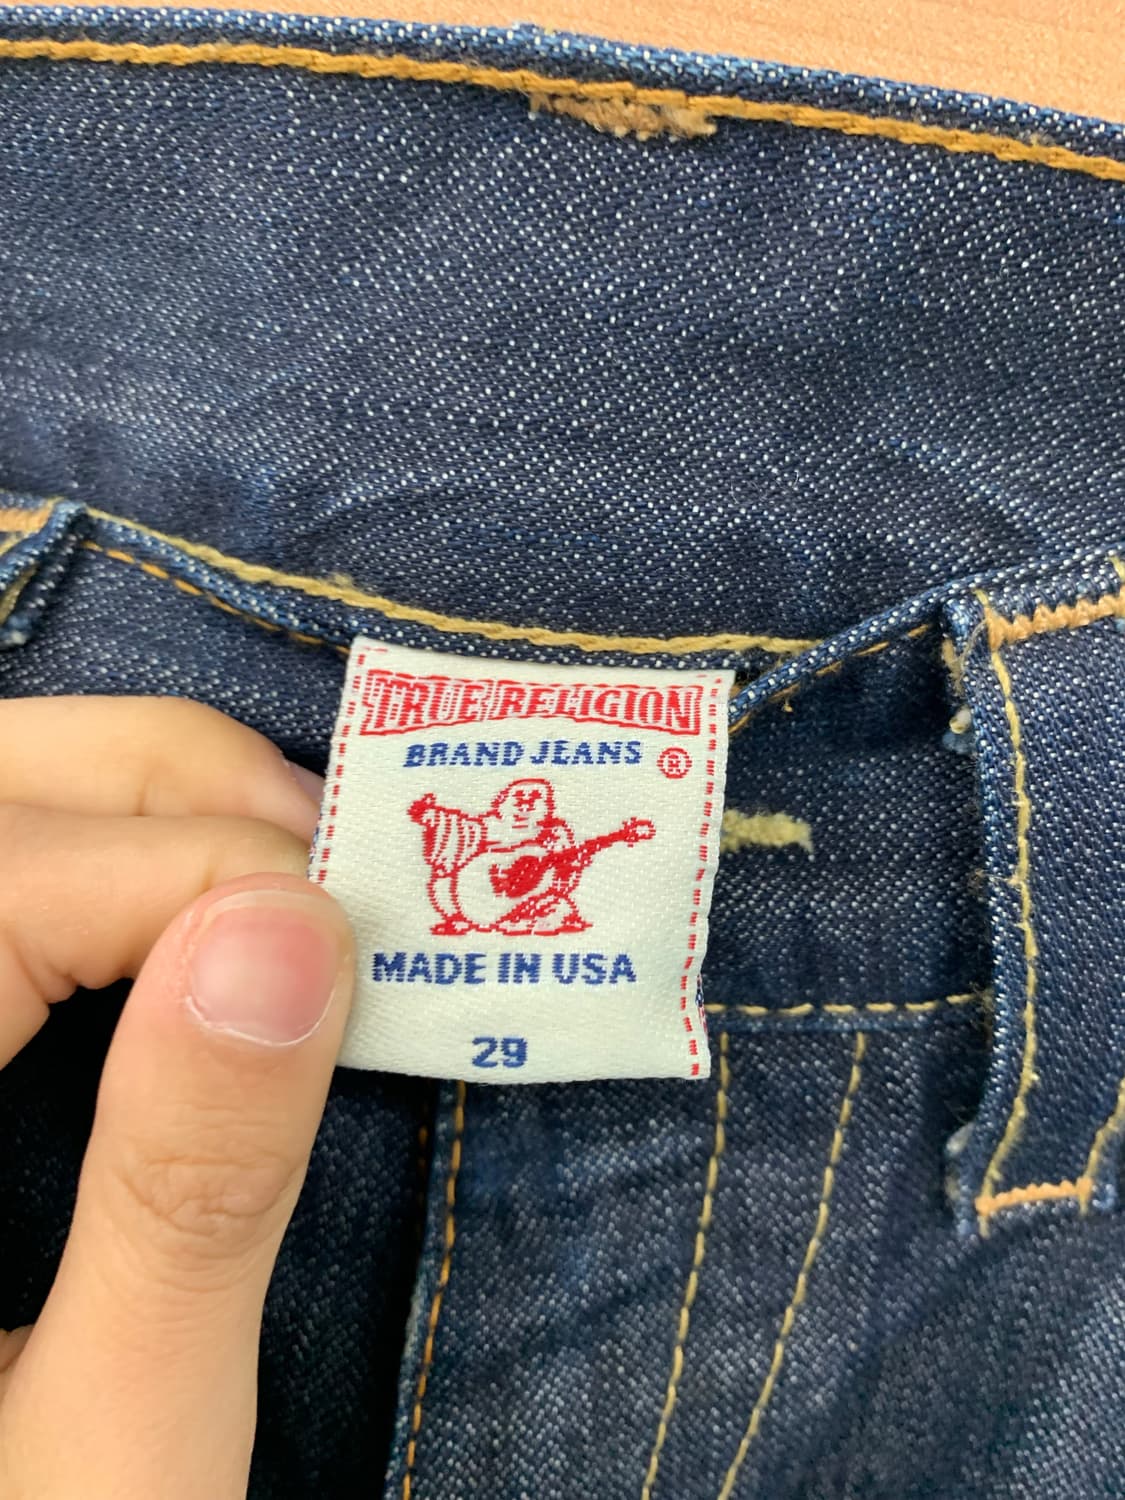 TRUE RELIGION
BRAND JEANS ®
MADE IN USA
29